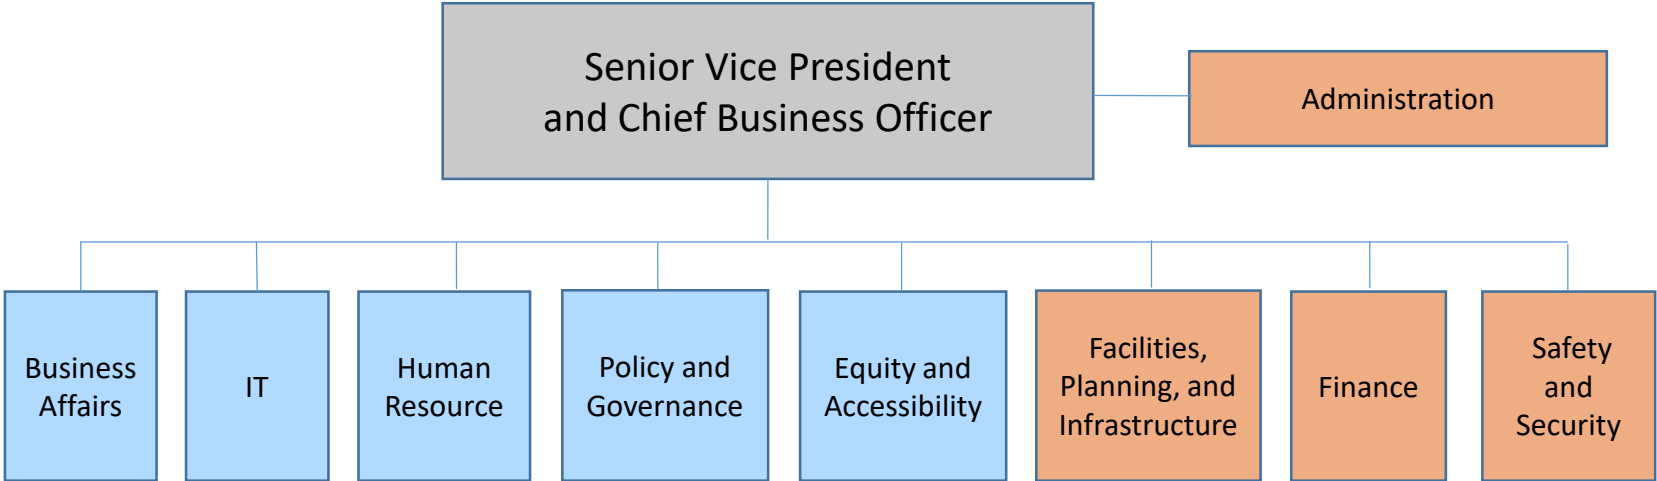 Senior Vice President
and Chief Business Officer
Administration
Business
Affairs
IT
Human
Resource
Policy and
Governance
Equity and
Accessibility
Facilities,
Planning, and
Infrastructure
Finance
Safety
and
Security